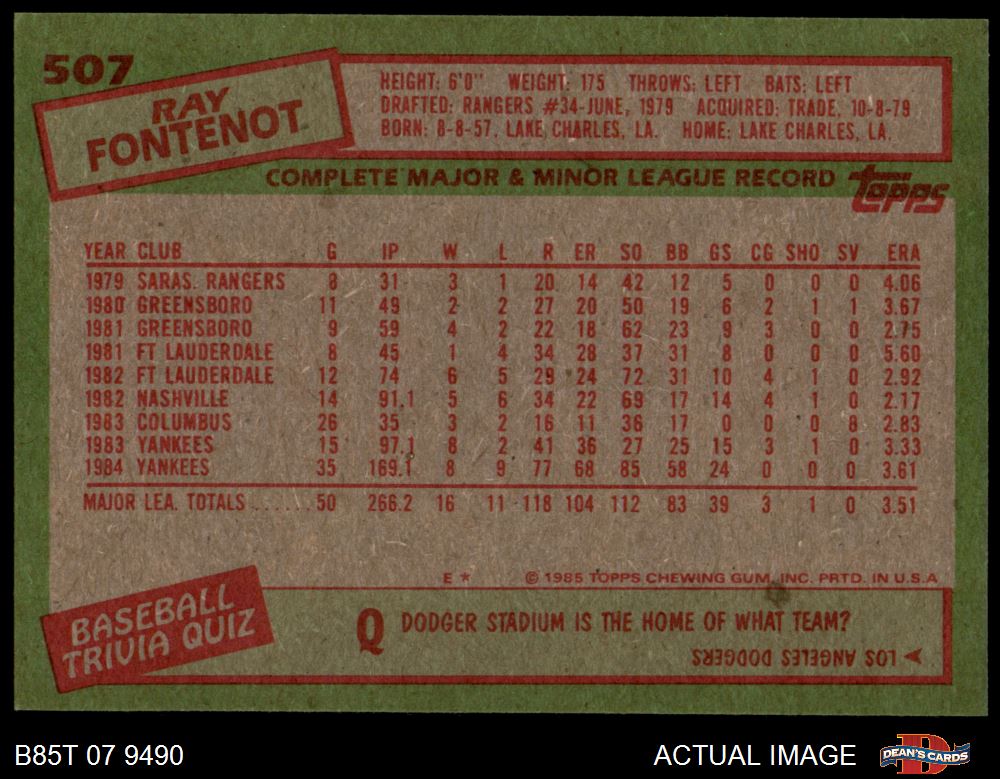 507
RAY
FONTENOT
HEIGHT: 6'0" WEIGHT: 175 THROWS: LEFT BATS: LEFT
DRAFTED: RANGERS #34-JUNE, 1979 ACQUIRED: TRADE, 10-8-79
BORN: 8-8-57, LAKE CHARLES, LA. HOME: LAKE CHARLES, LA.
COMPLETE MAJOR & MINOR LEAGUE RECORD topps
YEAR CLUB G IP W L R ER SO BB GS CG SHO SV ERA
1979 SARAS. RANGERS 8 31 3 1 20 14 42 12 5 0 0 0 4.06
1980 GREENSBORO 11 49 2 2 27 20 50 19 6 2 1 1 3.67
1981 GREENSBORO 9 59 4 2 22 18 62 23 9 3 0 0 2.75
1981 FT LAUDERDALE 8 45 1 4 34 28 37 31 8 0 0 0 5.60
1982 FT LAUDERDALE 12 74 6 5 29 24 72 31 10 4 1 0 2.92
1982 NASHVILLE 14 91.1 5 6 34 22 69 17 14 4 1 0 2.17
1983 COLUMBUS 26 35 3 2 16 11 36 17 0 0 0 8 2.83
1983 YANKEES 15 97.1 8 2 41 36 27 25 15 3 1 0 3.33
1984 YANKEES 35 169.1 8 9 77 68 85 58 24 0 0 0 3.61
MAJOR LEA. TOTALS ...... 50 266.2 16 11 118 104 112 83 39 3 1 0 3.51
E * © 1985 TOPPS CHEWING GUM, INC. PRTD. IN U.S.A
BASEBALL
TRIVIA QUIZ
Q DODGER STADIUM IS THE HOME OF WHAT TEAM?
LOS ANGELES DODGERS
B85T 07 9490 ACTUAL IMAGE DEAN'S CARDS